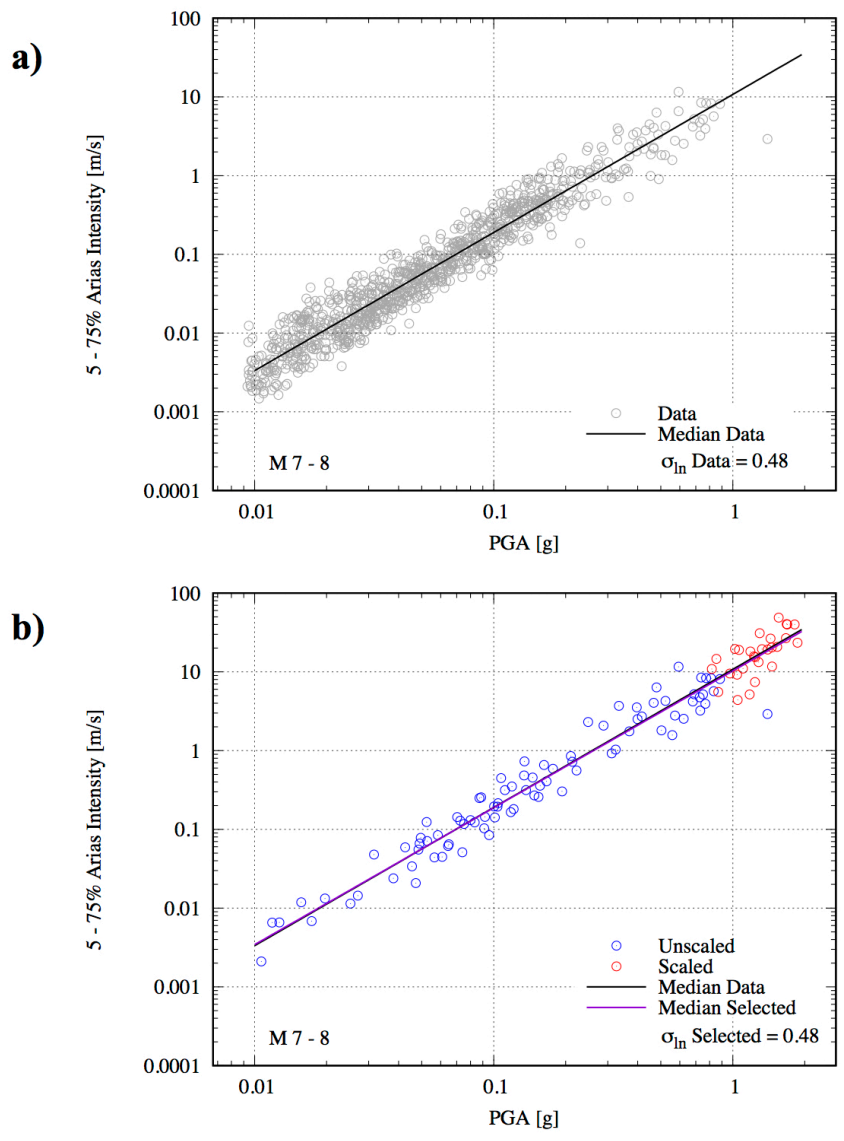 a)
100
10
1
0.1
0.01
0.001
0.0001
5 - 75% Arias Intensity [m/s]
Data
Median Data
σln Data = 0.48
M 7 - 8
0.01 0.1 1
PGA [g]
b)
100
10
1
0.1
0.01
0.001
0.0001
5 - 75% Arias Intensity [m/s]
Unscaled
Scaled
Median Data
Median Selected
σln Selected = 0.48
M 7 - 8
0.01 0.1 1
PGA [g]